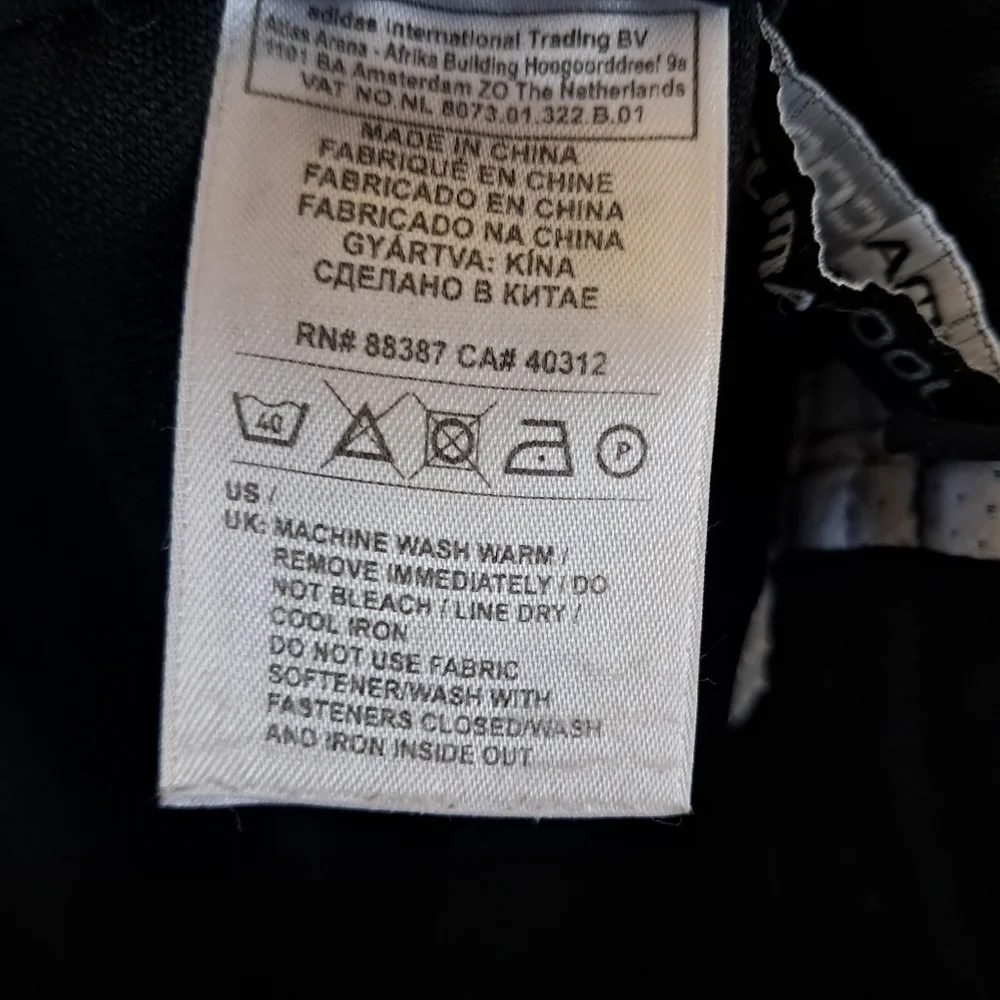 adidas International Trading BV
Atlas Arena - Afrika Building Hoogoorddreef 9a
1101 BA Amsterdam ZO The Netherlands
VAT NO.NL 8073.01.322.B.01
MADE IN CHINA
FABRIQUÉ EN CHINE
FABRICADO EN CHINA
FABRICADO NA CHINA
GYÁRTVA: KÍNA
СДЕЛАНО В КИТАЕ
RN# 88387 CA# 40312
40
P
US /
UK: MACHINE WASH WARM /
REMOVE IMMEDIATELY / DO
NOT BLEACH / LINE DRY /
COOL IRON
DO NOT USE FABRIC
SOFTENER/WASH WITH
FASTENERS CLOSED/WASH
AND IRON INSIDE OUT